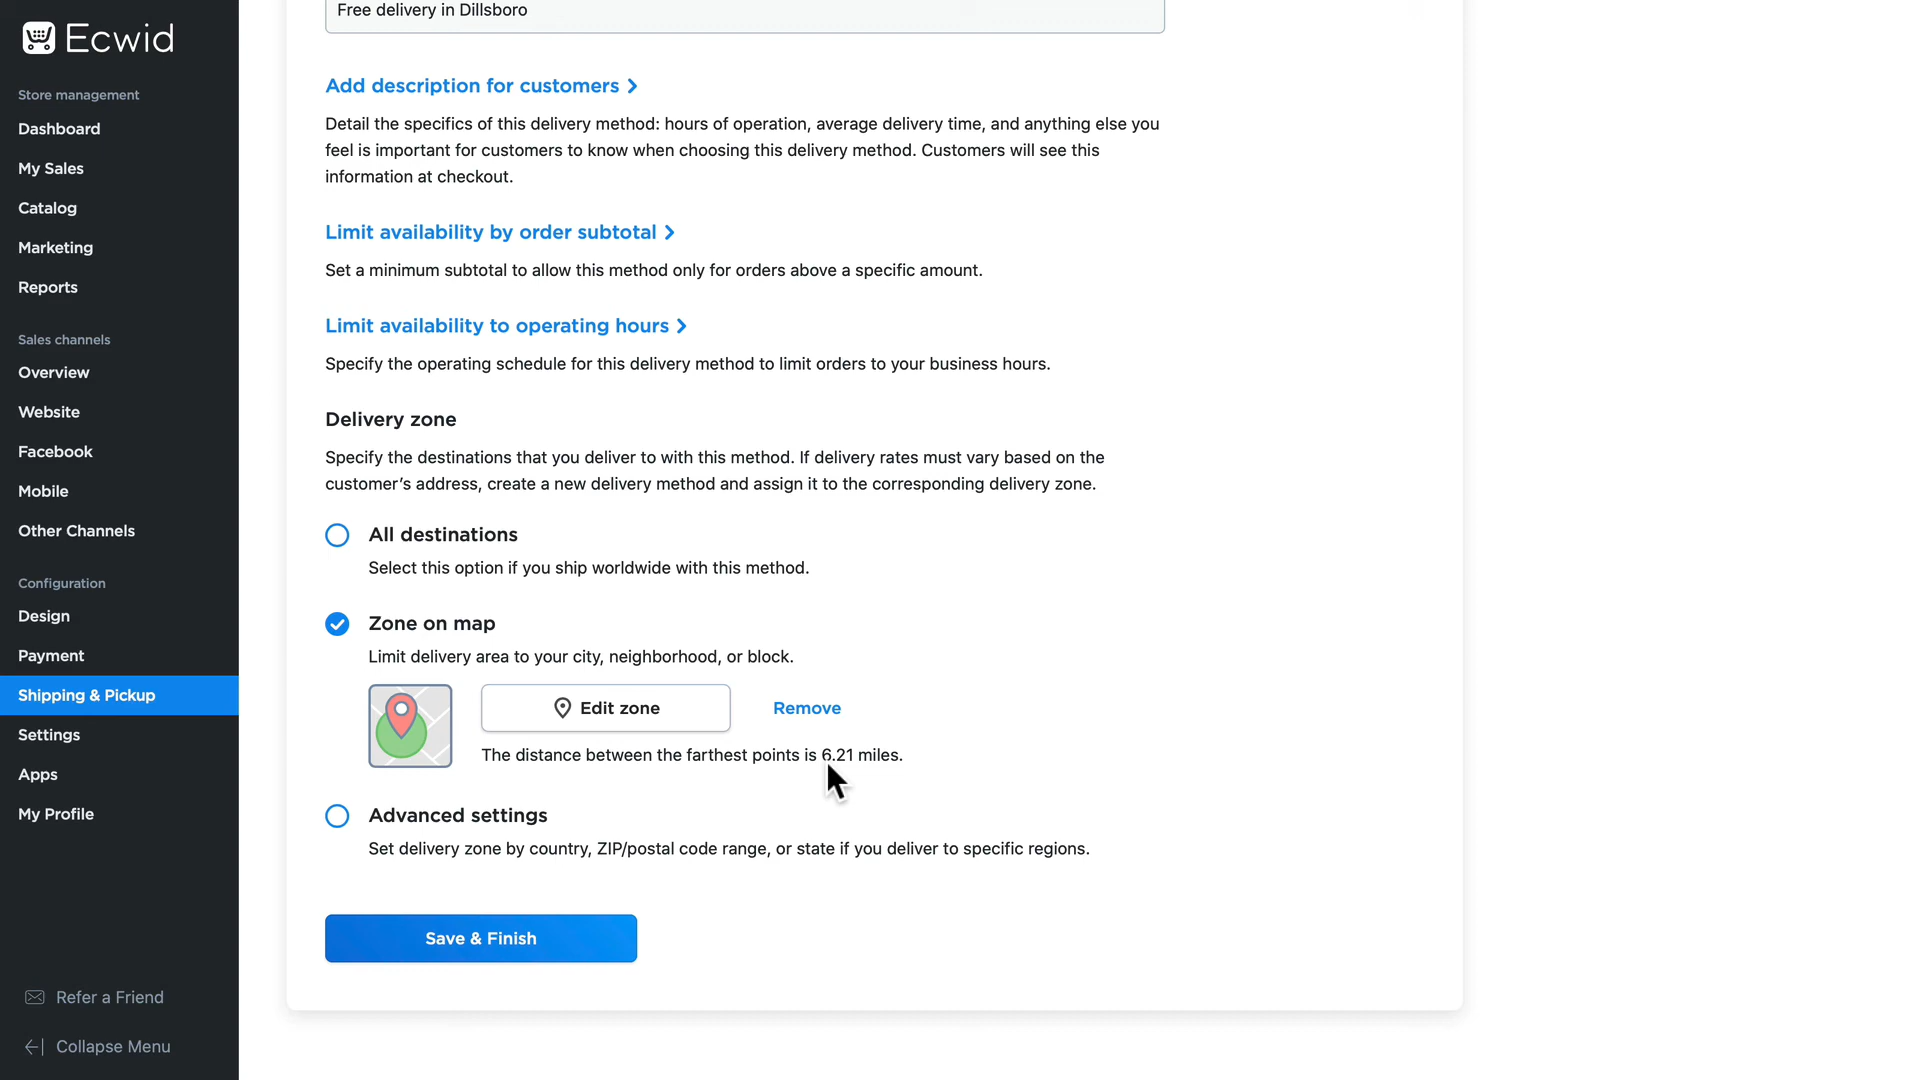 Ecwid
Store management
Dashboard
My Sales
Catalog
Marketing
Reports
Sales channels
Overview
Website
Facebook
Mobile
Other Channels
Configuration
Design
Payment
Shipping & Pickup
Settings
Apps
My Profile
Refer a Friend
Collapse Menu
Free delivery in Dillsboro
Add description for customers
Detail the specifics of this delivery method: hours of operation, average delivery time, and anything else you
feel is important for customers to know when choosing this delivery method. Customers will see this
information at checkout.
Limit availability by order subtotal
Set a minimum subtotal to allow this method only for orders above a specific amount.
Limit availability to operating hours
Specify the operating schedule for this delivery method to limit orders to your business hours.
Delivery zone
Specify the destinations that you deliver to with this method. If delivery rates must vary based on the
customer's address, create a new delivery method and assign it to the corresponding delivery zone.
All destinations
Select this option if you ship worldwide with this method.
Zone on map
Limit delivery area to your city, neighborhood, or block.
Edit zone
Remove
The distance between the farthest points is 6.21 miles.
Advanced settings
Set delivery zone by country, ZIP/postal code range, or state if you deliver to specific regions.
Save & Finish